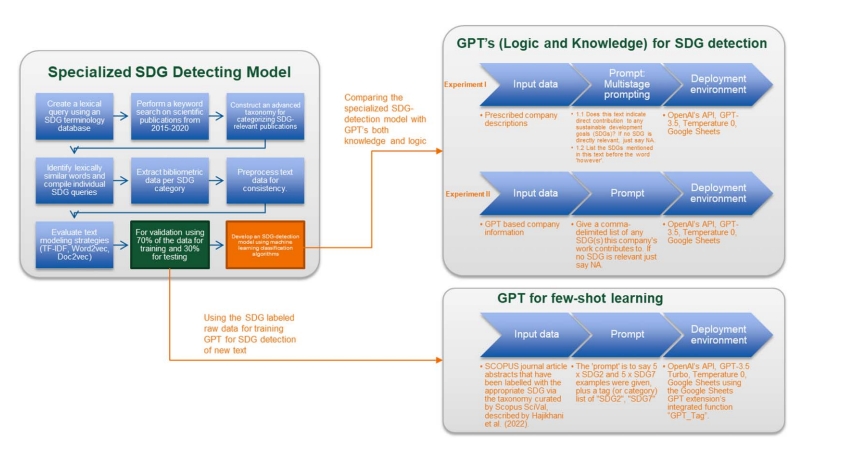 Specialized SDG Detecting Model
Create a lexical
query using an
SDG terminology
database
Perform a keyword
search on scientific
publications from
2015-2020
Construct an advanced
taxonomy for
categorizing SDG-
relevant publications
Identify lexically
similar words and
compile individual
SDG queries
Extract bibliometric
data per SDG
category
Preprocess text
data for
consistency.
Evaluate text
modeling strategies
(TF-IDF, Word2vec,
Doc2vec)
For validation using
70% of the data for
training and 30%
for testing
Develop an SDG-detection
model using machine
learning classification
algorithms
Comparing the
specialized SDG-
detection model with
GPT's both
knowledge and logic
Using the SDG labeled
raw data for training
GPT for SDG detection
of new text
GPT's (Logic and Knowledge) for SDG detection
Experiment I
Input data
Prompt:
Multistage
prompting
Deployment
environment
• Prescribed company
descriptions
• 1.1 Does this text indicate
direct contribution to any
sustainable development
goals (SDGs)? If no SDG is
directly relevant, just say NA.
• 1.2 List the SDGs mentioned
in this text before the word
'however'
• OpenAI's API, GPT-
3.5, Temperature 0,
Google Sheets
Experiment II
Input data
Prompt
Deployment
environment
• GPT based company
information
• Give a comma-
delimited list of any
SDG(s) this company's
work contributes to. If
no SDG is relevant just
say NA.
• OpenAI's API, GPT-
3.5, Temperature 0,
Google Sheets
GPT for few-shot learning
Input data
Prompt
Deployment
environment
• SCOPUS journal article
abstracts that have
been labelled with the
appropriate SDG via
the taxonomy curated
by Scopus SciVal,
described by Hajikhani
et al. (2022)
• The 'prompt' is to say 5
x SDG2 and 5 x SDG7
examples were given,
plus a tag (or category)
list of "SDG2", "SDG7"
• OpenAI's API, GPT-3.5
Turbo, Temperature 0,
Google Sheets using
the Google Sheets
GPT extension's
integrated function
"GPT_Tag".